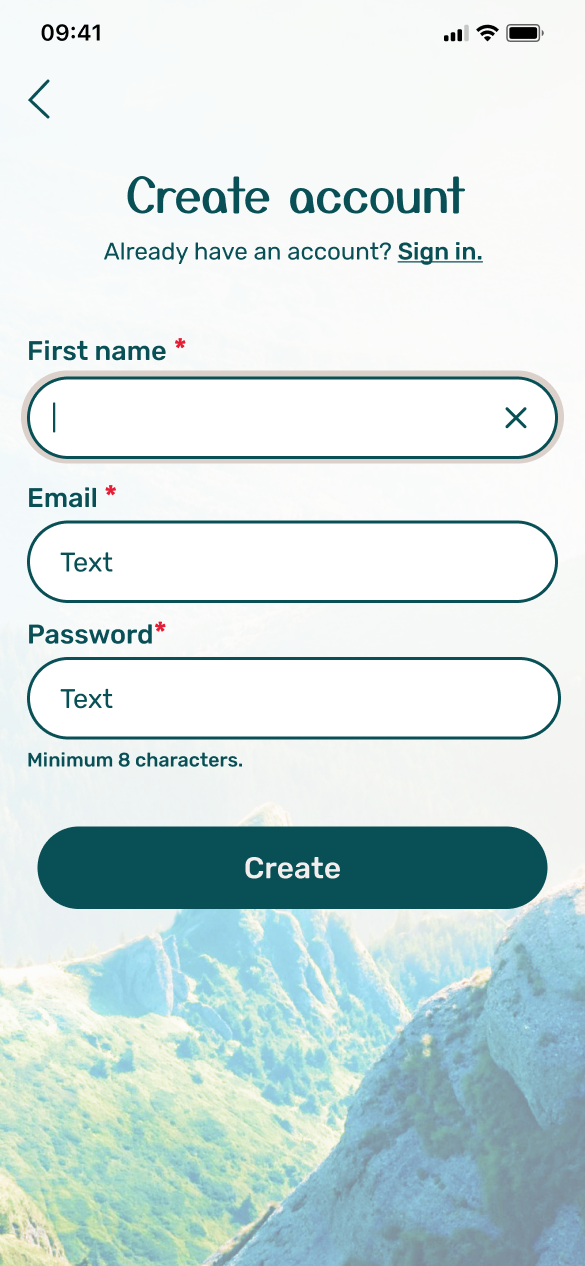 09:41
Create account
Already have an account? Sign in.
First name *
Email *
Text
Password*
Text
Minimum 8 characters.
Create